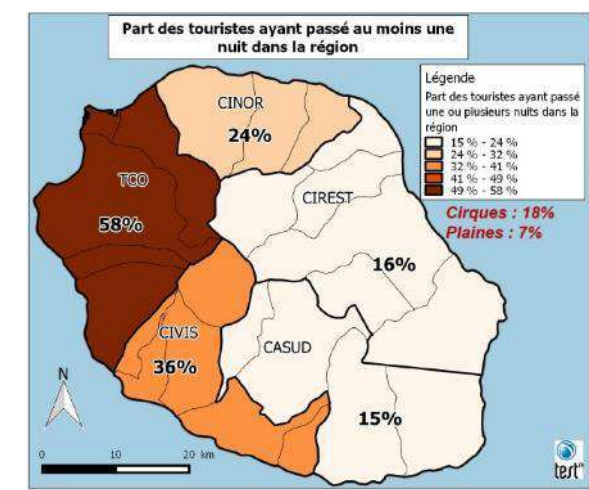 Part des touristes ayant passé au moins une
nuit dans la région
CINOR
24%
TCO
58%
CIREST
16%
CIVIS
36%
CASUD
15%
Légende
Part des touristes ayant passé
une ou plusieurs nuits dans la
région
15 % - 24 %
24 % - 32 %
32 % - 41 %
41 % - 49 %
49 % - 58 %
Cirques : 18%
Plaines : 7%
N
0 10 20 km
test